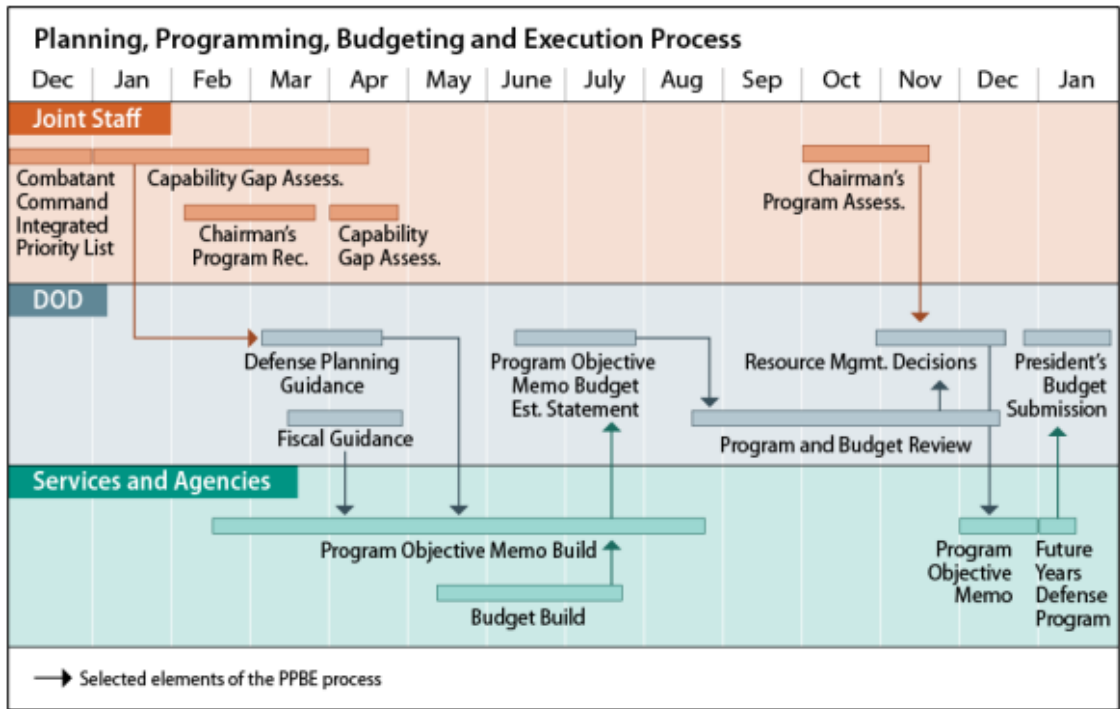 Planning, Programming, Budgeting and Execution Process
Dec Jan Feb Mar Apr May June July Aug Sep Oct Nov Dec Jan
Joint Staff
Combatant
Command
Integrated
Priority List
Capability Gap Assess.
Chairman's
Program Rec.
Capability
Gap Assess.
Chairman's
Program Assess.
DOD
Defense Planning
Guidance
Fiscal Guidance
Program Objective
Memo Budget
Est. Statement
Resource Mgmt. Decisions
President's
Budget
Submission
Program and Budget Review
Services and Agencies
Program Objective Memo Build
Budget Build
Program
Objective
Memo
Future
Years
Defense
Program
Selected elements of the PPBE process